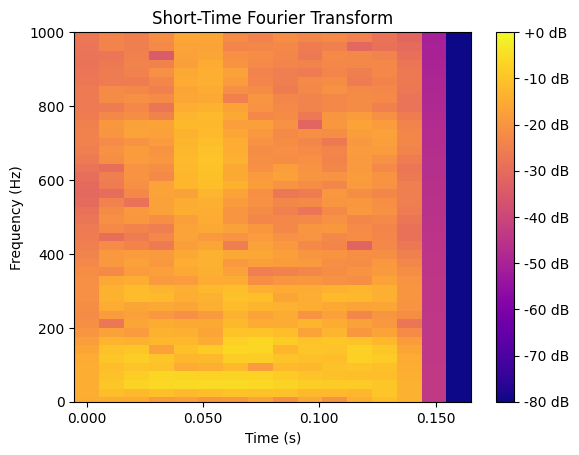 Short-Time Fourier Transform
1000
800
600
400
200
0
Frequency (Hz)
0.000
0.050
0.100
0.150
Time (s)
+0 dB
-10 dB
-20 dB
-30 dB
-40 dB
-50 dB
-60 dB
-70 dB
-80 dB